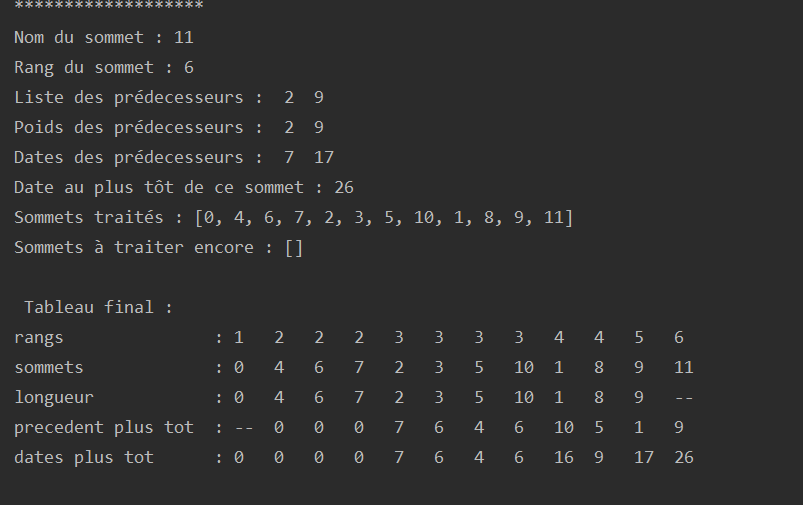 *******************
Nom du sommet : 11
Rang du sommet : 6
Liste des prédecesseurs :  2  9
Poids des prédecesseurs :  2  9
Dates des prédecesseurs :  7  17
Date au plus tôt de ce sommet : 26
Sommets traités : [0, 4, 6, 7, 2, 3, 5, 10, 1, 8, 9, 11]
Sommets à traiter encore : []
Tableau final :
rangs               : 1   2   2   2   3   3   3   3   4   4   5   6
sommets             : 0   4   6   7   2   3   5   10  1   8   9   11
longueur            : 0   4   6   7   2   3   5   10  1   8   9   --
precedent plus tot  : --  0   0   0   7   6   4   6   10  5   1   9
dates plus tot      : 0   0   0   0   7   6   4   6   16  9   17  26